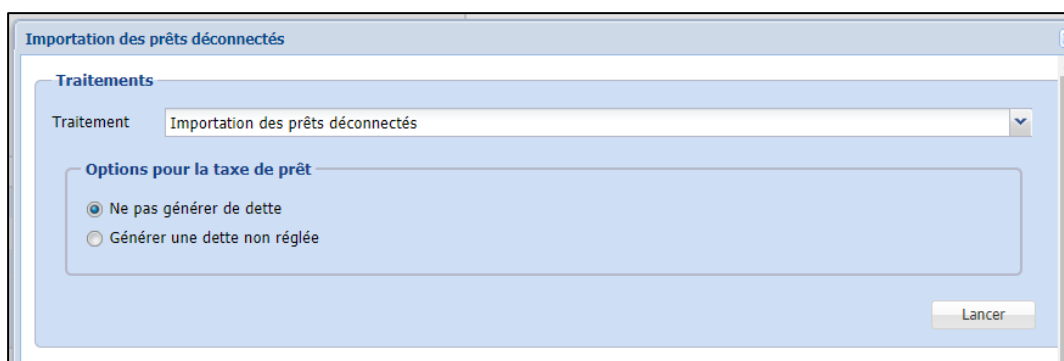 Importation des prêts déconnectés
Traitements
Traitement Importation des prêts déconnectés
Options pour la taxe de prêt
Ne pas générer de dette
Générer une dette non réglée
Lancer